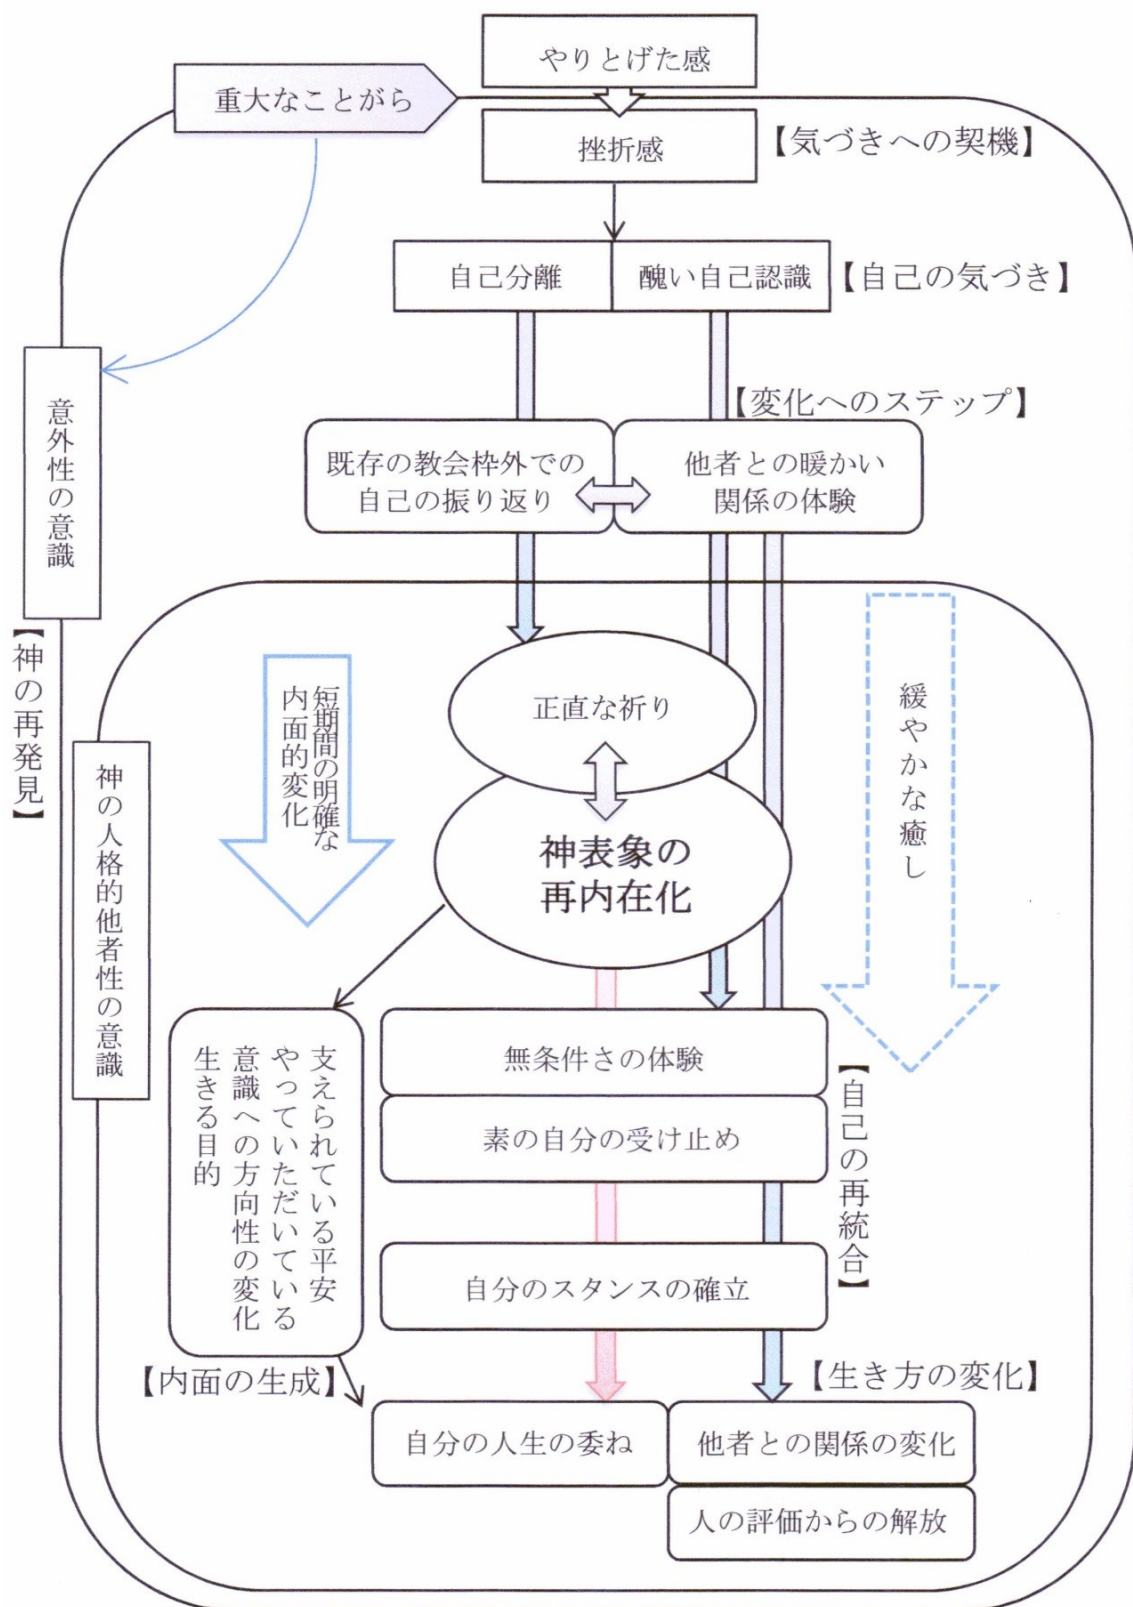 やりとげた感
重大なことがら
挫折感
【気づきへの契機】
自己分離
醜い自己認識
【自己の気づき】
【変化へのステップ】
既存の教会枠外での
自己の振り返り
他者との暖かい
関係の体験
意外性の意識
【神の再発見】
神の人格的他者性の意識
短期間の明確な
内面的変化
正直な祈り
緩やかな癒し
神表象の
再内在化
支えられている平安
やっていただいている
意識への方向性の変化
生きる目的
無条件さの体験
素の自分の受け止め
【自己の再統合】
自分のスタンスの確立
【内面の生成】
【生き方の変化】
自分の人生の委ね
他者との関係の変化
人の評価からの解放